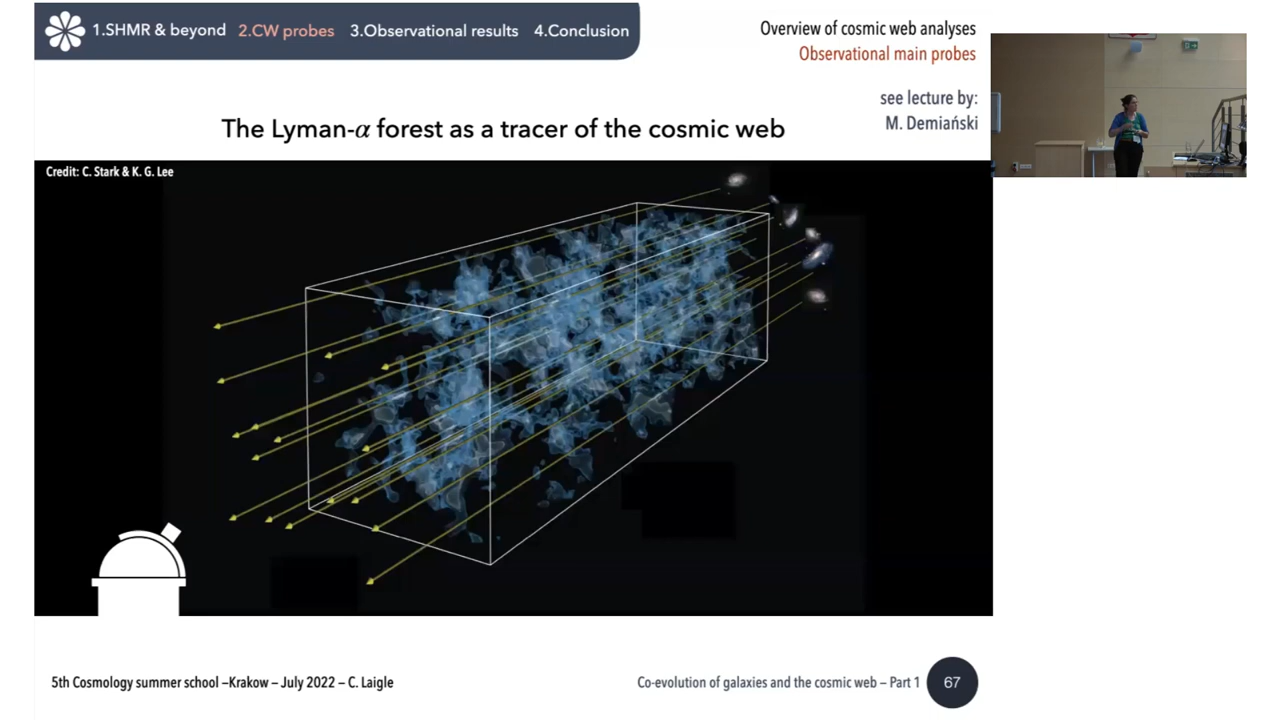 1.SHMR & beyond 2.CW probes 3.Observational results 4.Conclusion
Overview of cosmic web analyses
Observational main probes
see lecture by:
M. Demiański
The Lyman-α forest as a tracer of the cosmic web
Credit: C. Stark & K. G. Lee
5th Cosmology summer school –Krakow – July 2022 – C. Laigle
Co-evolution of galaxies and the cosmic web – Part 1
67